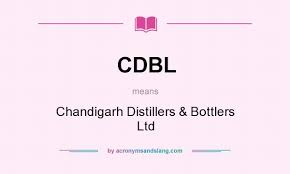 CDBL
means
Chandigarh Distillers & Bottlers
Ltd
by acronymsandslang.com